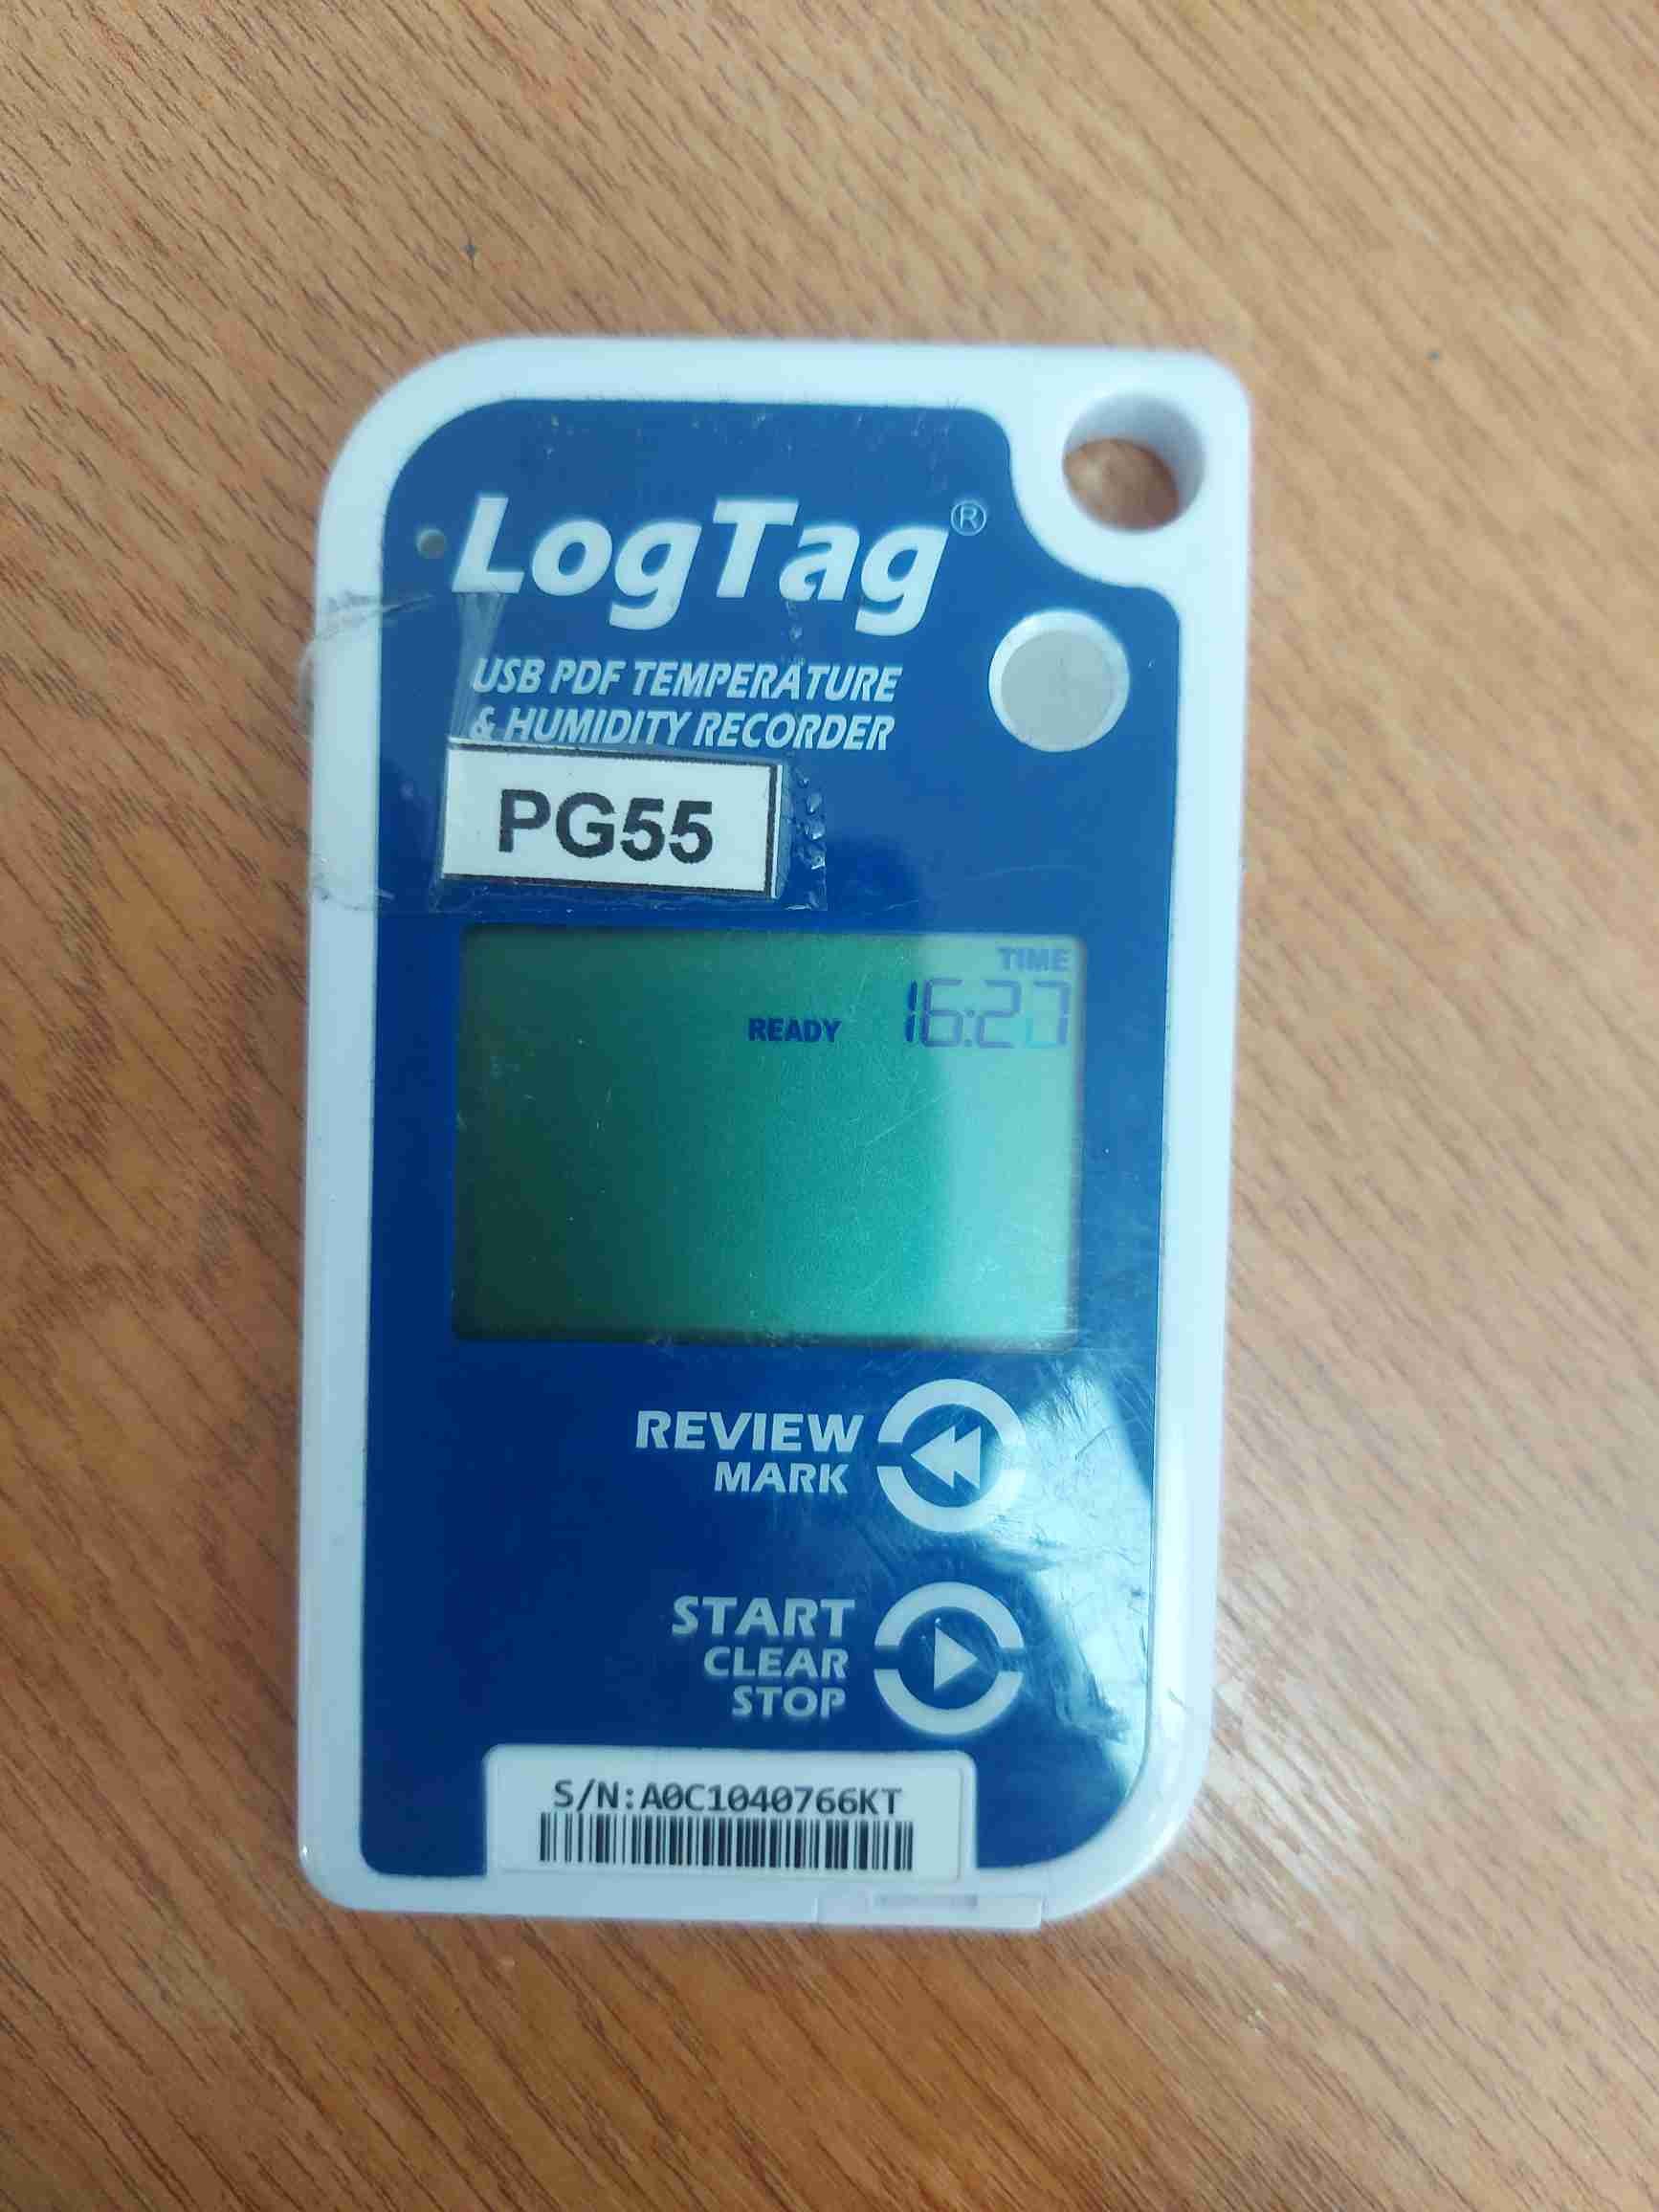 LogTag®
USB PDF TEMPERATURE
& HUMIDITY RECORDER
PG55
TIME
READY 16:27
REVIEW
MARK
START
CLEAR
STOP
S/N:A0C1040766KT